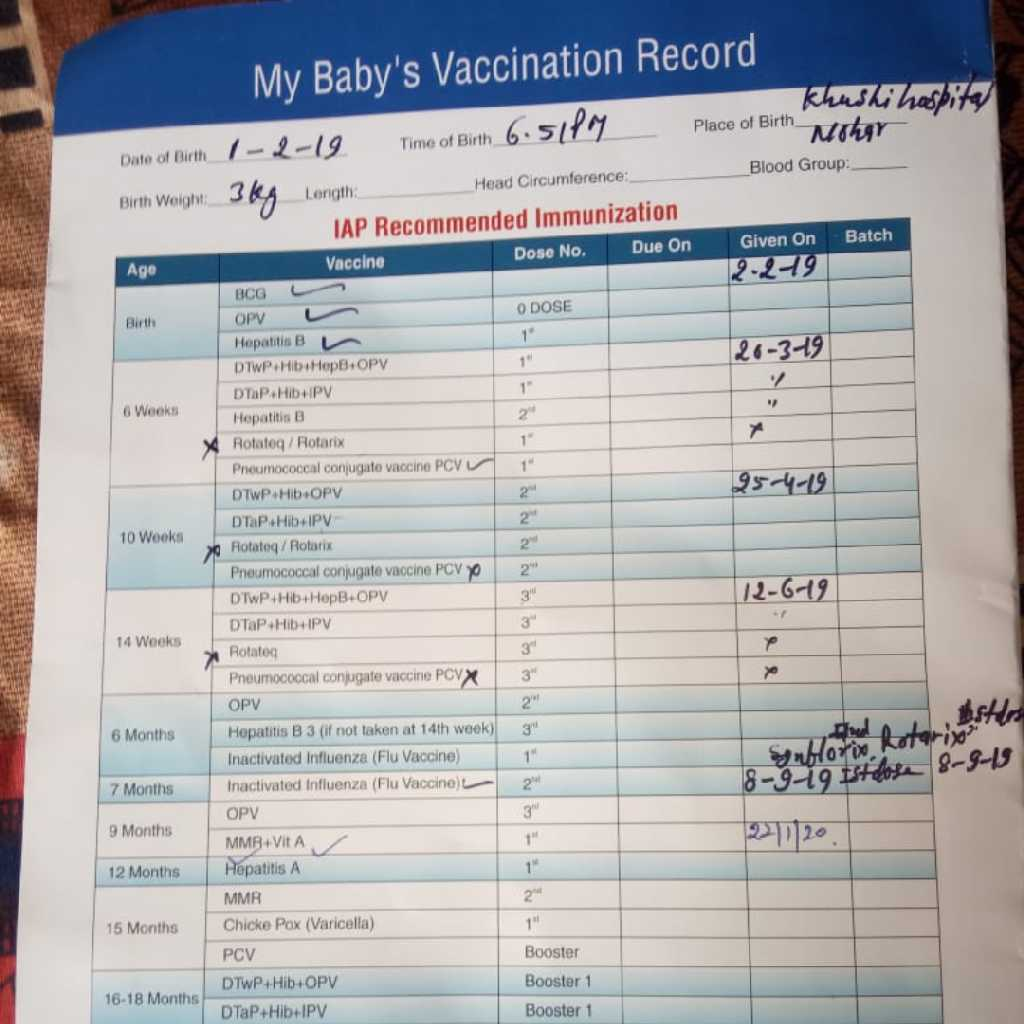 My Baby's Vaccination Record
Date of Birth 1-2-19 Time of Birth 6.51PM Place of Birth Khushi hospital
Birth Weight: 3kg Length: Head Circumference: Blood Group:
IAP Recommended Immunization
Age Vaccine Dose No. Due On Given On Batch
2-2-19
Birth BCG
OPV 0 DOSE
Hepatitis B 1st
6 Weeks DTwP+Hib+HepB+OPV 1st 26-3-19
DTaP+Hib+IPV 1st "
Hepatitis B 2nd "
x Rotateq / Rotarix 1st x
Pneumococcal conjugate vaccine PCV 1st
10 Weeks DTwP+Hib+OPV 2nd 25-4-19
DTaP+Hib+IPV 2nd
x Rotateq / Rotarix 2nd
Pneumococcal conjugate vaccine PCV x 2nd
14 Weeks DTwP+Hib+HepB+OPV 3rd 12-6-19
DTaP+Hib+IPV 3rd "
x Rotateq 3rd x
Pneumococcal conjugate vaccine PCV x 3rd x
6 Months OPV 2nd
Hepatitis B 3 (if not taken at 14th week) 3rd
Inactivated Influenza (Flu Vaccine) 1st Synflorix Rotarix
7 Months Inactivated Influenza (Flu Vaccine) 2nd 8-9-19 Ist dose 8-9-19
9 Months OPV 3rd
MMR+Vit A 1st 22/1/20.
12 Months Hepatitis A 1st
15 Months MMR 2nd
Chicke Pox (Varicella) 1st
PCV Booster
16-18 Months DTwP+Hib+OPV Booster 1
DTaP+Hib+IPV Booster 1